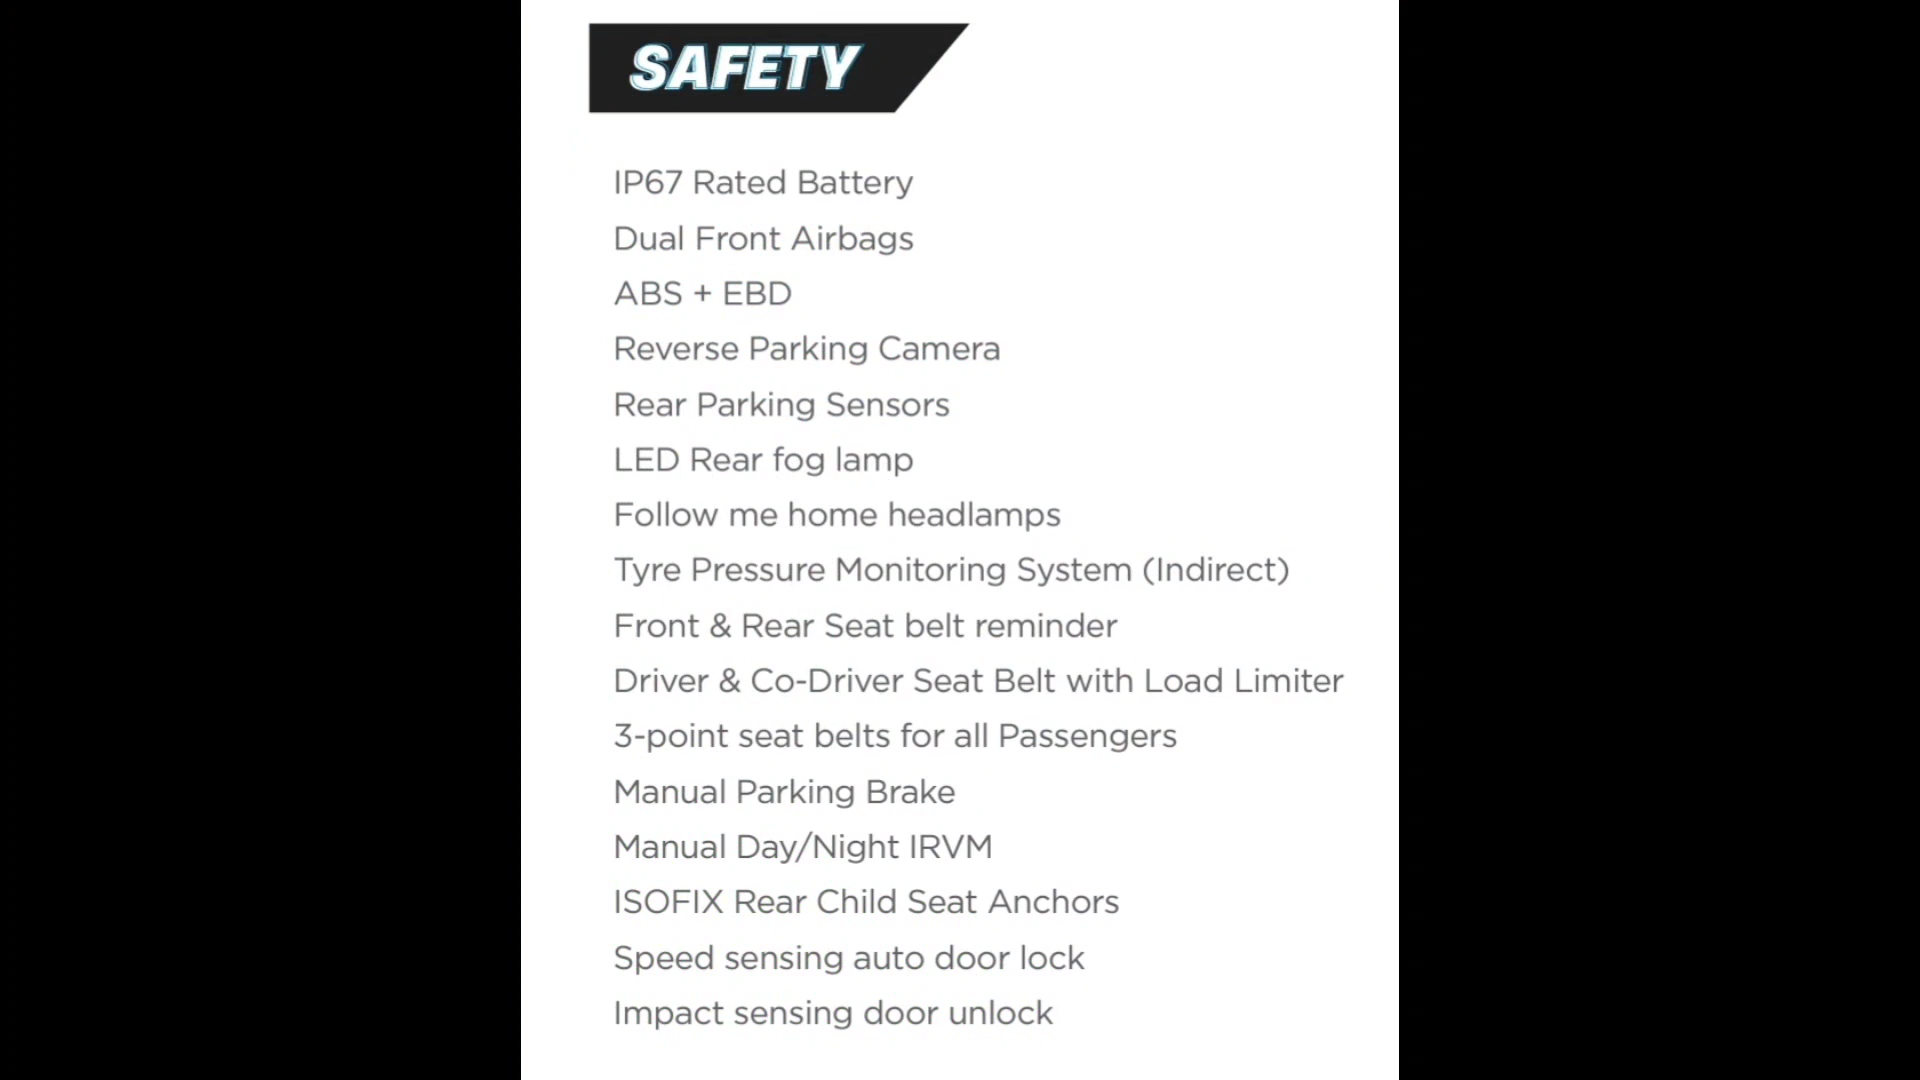 SAFETY
IP67 Rated Battery
Dual Front Airbags
ABS + EBD
Reverse Parking Camera
Rear Parking Sensors
LED Rear fog lamp
Follow me home headlamps
Tyre Pressure Monitoring System (Indirect)
Front & Rear Seat belt reminder
Driver & Co-Driver Seat Belt with Load Limiter
3-point seat belts for all Passengers
Manual Parking Brake
Manual Day/Night IRVM
ISOFIX Rear Child Seat Anchors
Speed sensing auto door lock
Impact sensing door unlock